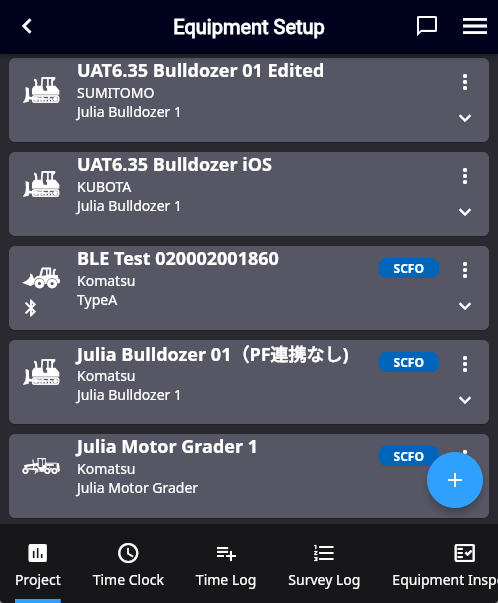 Equipment Setup
UAT6.35 Bulldozer 01 Edited
SUMITOMO
Julia Bulldozer 1
UAT6.35 Bulldozer iOS
KUBOTA
Julia Bulldozer 1
BLE Test 020002001860
SCFO
Komatsu
TypeA
Julia Bulldozer 01（PF連携なし）
SCFO
Komatsu
Julia Bulldozer 1
Julia Motor Grader 1
SCFO
Komatsu
Julia Motor Grader
Project
Time Clock
Time Log
Survey Log
Equipment Insp